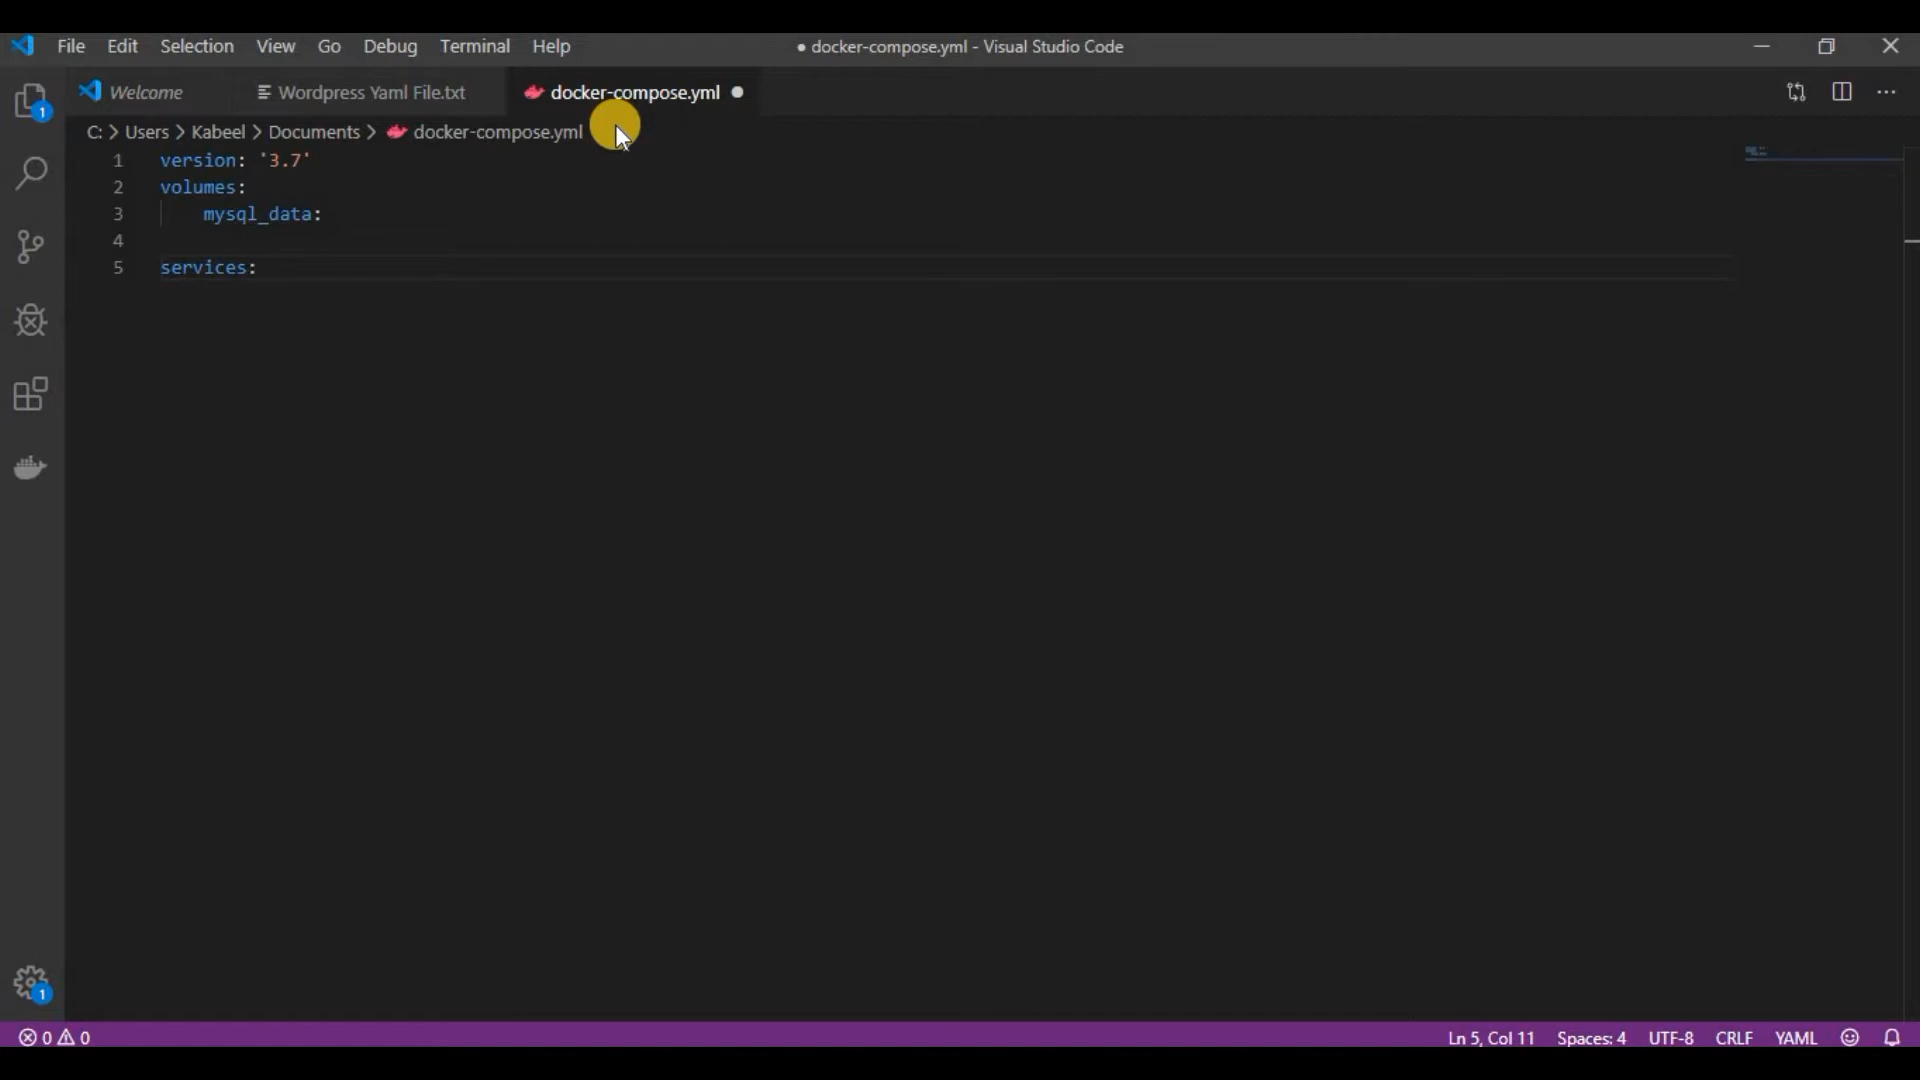 File Edit Selection View Go Debug Terminal Help ● docker-compose.yml - Visual Studio Code
Welcome Wordpress Yaml File.txt docker-compose.yml
C: > Users > Kabeel > Documents > docker-compose.yml
1 version: '3.7'
2 volumes:
3 mysql_data:
4
5 services:
1
1
0 0 Ln 5, Col 11 Spaces: 4 UTF-8 CRLF YAML